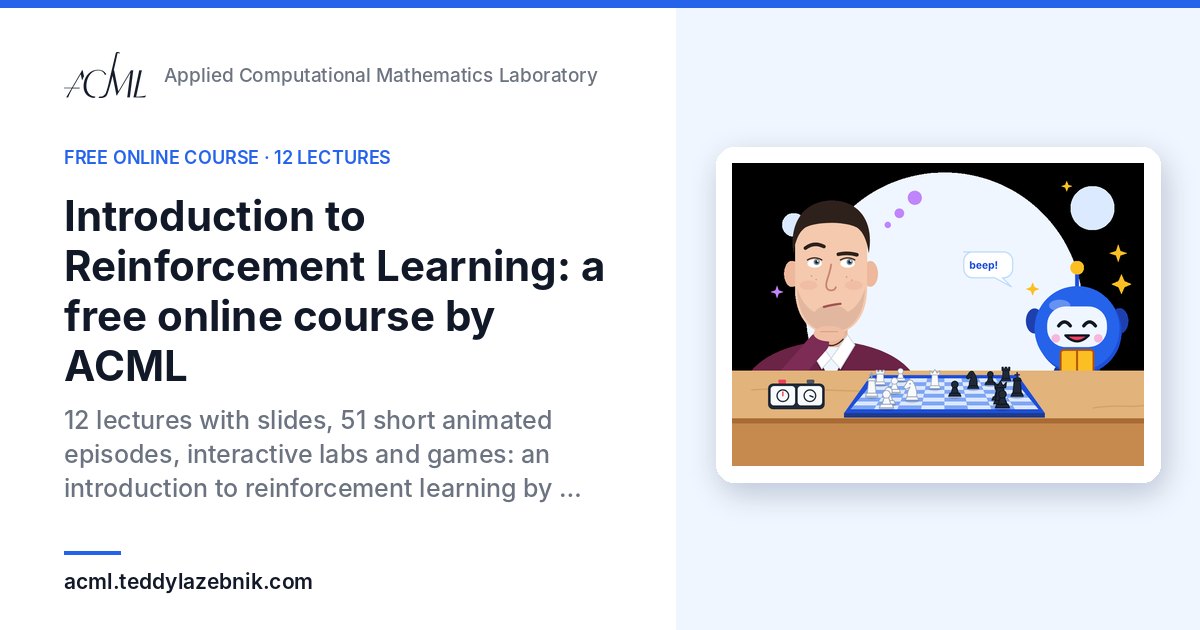 ACML
Applied Computational Mathematics Laboratory
FREE ONLINE COURSE · 12 LECTURES
Introduction to
Reinforcement Learning: a
free online course by
ACML
12 lectures with slides, 51 short animated
episodes, interactive labs and games: an
introduction to reinforcement learning by ...
acml.teddylazebnik.com
beep!